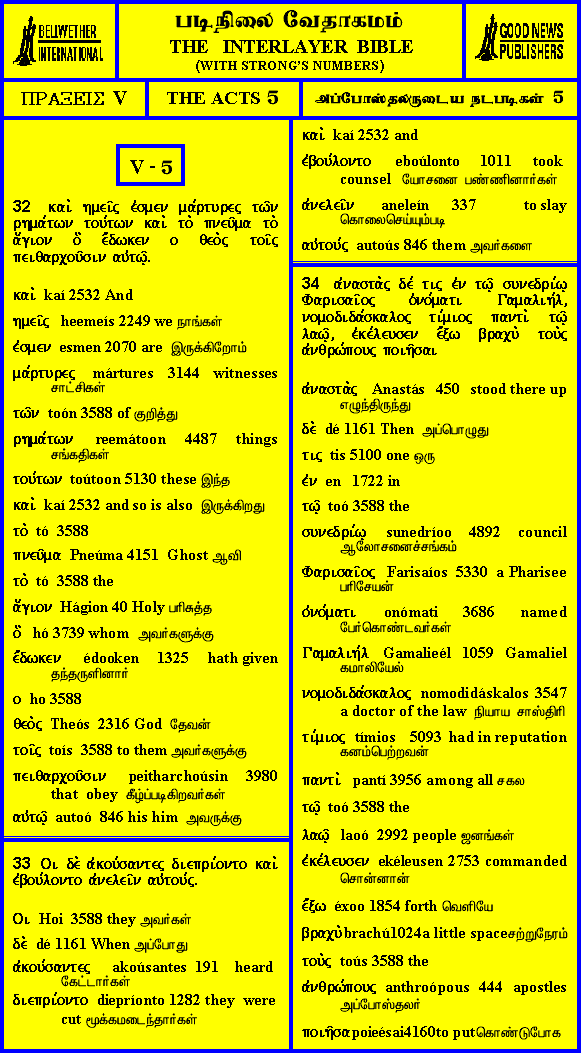 BELLWETHER
INTERNATIONAL
படிநிலை வேதாகமம்
THE INTERLAYER BIBLE
(WITH STRONG'S NUMBERS)
GOOD NEWS
PUBLISHERS
ΠΡΑΞΕΙΣ V
THE ACTS 5
அப்போஸ்தலருடைய நடபடிகள் 5
V - 5
32 καὶ ημεῖς ἐσμεν μάρτυρες τῶν
ρημάτων τούτων καὶ τὸ πνεῦμα τὸ
ἅγιον ὃ ἔδωκεν ο θεὸς τοῖς
πειθαρχοῦσιν αὐτῷ.
καὶ kaí 2532 And
ημεῖς heemeís 2249 we நாங்கள்
ἐσμεν esmen 2070 are இருக்கிறோம்
μάρτυρες mártures 3144 witnesses
சாட்சிகள்
τῶν toón 3588 of குறித்து
ρημάτων reemátoon 4487 things
சங்கதிகள்
τούτων toútoon 5130 these இந்த
καὶ kaí 2532 and so is also இருக்கிறது
τὸ tó 3588
πνεῦμα Pneúma 4151 Ghost ஆவி
τὸ tó 3588 the
ἅγιον Hágion 40 Holy பரிசுத்த
ὃ hó 3739 whom அவர்களுக்கு
ἔδωκεν édooken 1325 hath given
தந்தருளினார்
ο ho 3588
θεὸς Theós 2316 God தேவன்
τοῖς toís 3588 to them அவர்களுக்கு
πειθαρχοῦσιν peitharchoúsin 3980
that obey கீழ்ப்படிகிறவர்கள்
αὐτῷ autoó 846 his him அவருக்கு
33 Οι δὲ ἀκούσαντες διεπρίοντο καὶ
ἐβούλοντο ἀνελεῖν αὐτούς.
Οι Hoi 3588 they அவர்கள்
δὲ dé 1161 When அப்போது
ἀκούσαντες akoúsantes 191 heard
கேட்டார்கள்
διεπρίοντο diepríonto 1282 they were
cut மூக்கமடைந்தார்கள்
καὶ kaí 2532 and
ἐβούλοντο eboúlonto 1011 took
counsel யோசனை பண்ணினார்கள்
ἀνελεῖν aneleín 337 to slay
கொலைசெய்யும்படி
αὐτούς autoús 846 them அவர்களை
34 ἀναστὰς δέ τις ἐν τῷ συνεδρίῳ
Φαρισαῖος ὀνόματι Γαμαλιήλ,
νομοδιδάσκαλος τίμιος παντὶ τῷ
λαῷ, ἐκέλευσεν ἔξω βραχὺ τοὺς
ἀνθρώπους ποιῆσαι
ἀναστὰς Anastás 450 stood there up
எழுந்திருந்து
δὲ dé 1161 Then அப்பொழுது
τις tis 5100 one ஒரு
ἐν en 1722 in
τῷ toó 3588 the
συνεδρίῳ sunedríoo 4892 council
ஆலோசனைச்சங்கம்
Φαρισαῖος Farisaíos 5330 a Pharisee
பரிசேயன்
ὀνόματι onómati 3686 named
பேர்கொண்டவர்கள்
Γαμαλιήλ Gamalieél 1059 Gamaliel
கமாலியேல்
νομοδιδάσκαλος nomodidáskalos 3547
a doctor of the law நியாய சாஸ்திரி
τίμιος tímios 5093 had in reputation
கனம்பெற்றவன்
παντὶ pantí 3956 among all சகல
τῷ toó 3588 the
λαῷ laoó 2992 people ஜனங்கள்
ἐκέλευσεν ekéleusen 2753 commanded
சொன்னான்
ἔξω éxoo 1854 forth வெளியே
βραχὺ brachú1024a little spaceசற்றுநேரம்
τοὺς toús 3588 the
ἀνθρώπους anthroópous 444 apostles
அப்போஸ்தலர்
ποιῆσα poieésai4160to putகொண்டுபோக